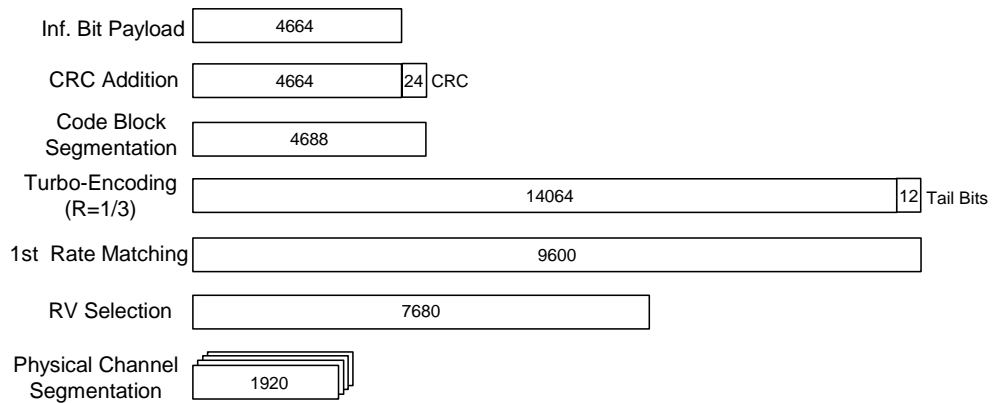 Inf. Bit Payload 4664
CRC Addition 4664 24 CRC
Code Block
Segmentation 4688
Turbo-Encoding
(R=1/3) 14064 12 Tail Bits
1st Rate Matching 9600
RV Selection 7680
Physical Channel
Segmentation 1920